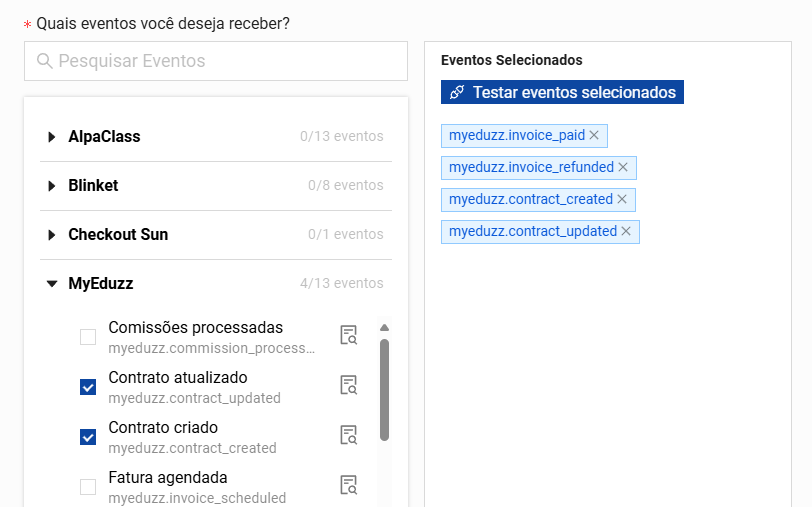 * Quais eventos você deseja receber?
Pesquisar Eventos
AlpaClass 0/13 eventos
Blinket 0/8 eventos
Checkout Sun 0/1 eventos
MyEduzz 4/13 eventos
Comissões processadas
myeduzz.commission_process...
Contrato atualizado
myeduzz.contract_updated
Contrato criado
myeduzz.contract_created
Fatura agendada
myeduzz.invoice_scheduled
Eventos Selecionados
Testar eventos selecionados
myeduzz.invoice_paid
myeduzz.invoice_refunded
myeduzz.contract_created
myeduzz.contract_updated